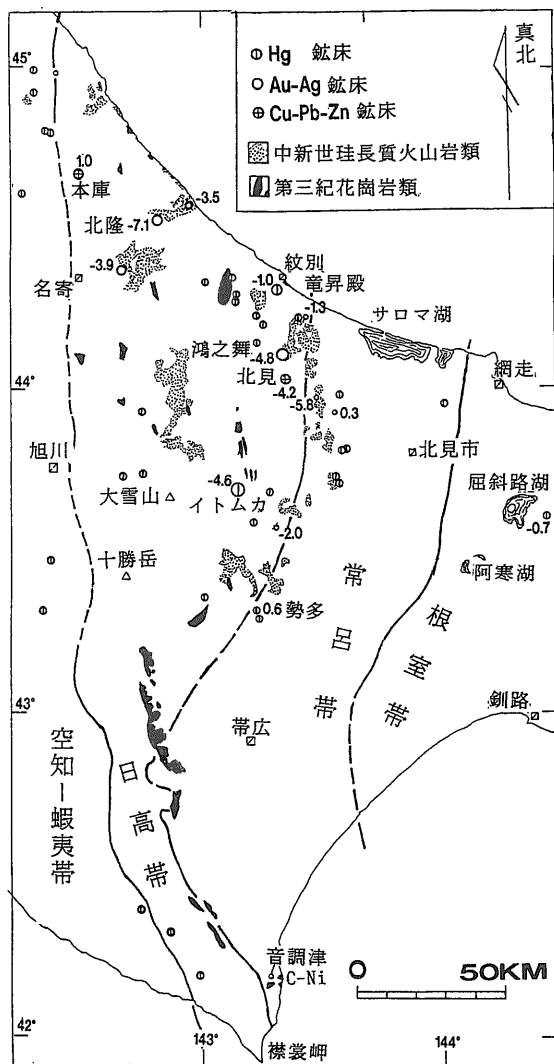 45°
Hg 鉱床
Au-Ag 鉱床
Cu-Pb-Zn 鉱床
中新世珪長質火山岩類
第三紀花崗岩類
真北
1.0
本庫
-3.5
北隆 -7.1
-3.9
名寄
-1.0
紋別
竜昇殿
-1.3
サロマ湖
鴻之舞
-4.8
44°
北見
-4.2
-5.8
0.3
網走
旭川
北見市
-4.6
大雪山
イトムカ
屈斜路湖
-0.7
-2.0
十勝岳
阿寒湖
0.6 勢多
常呂帯
根室帯
43°
帯広
釧路
空知ー蝦夷帯
日高帯
音調津
C-Ni
0 50KM
42°
143°
144°
襟裳岬